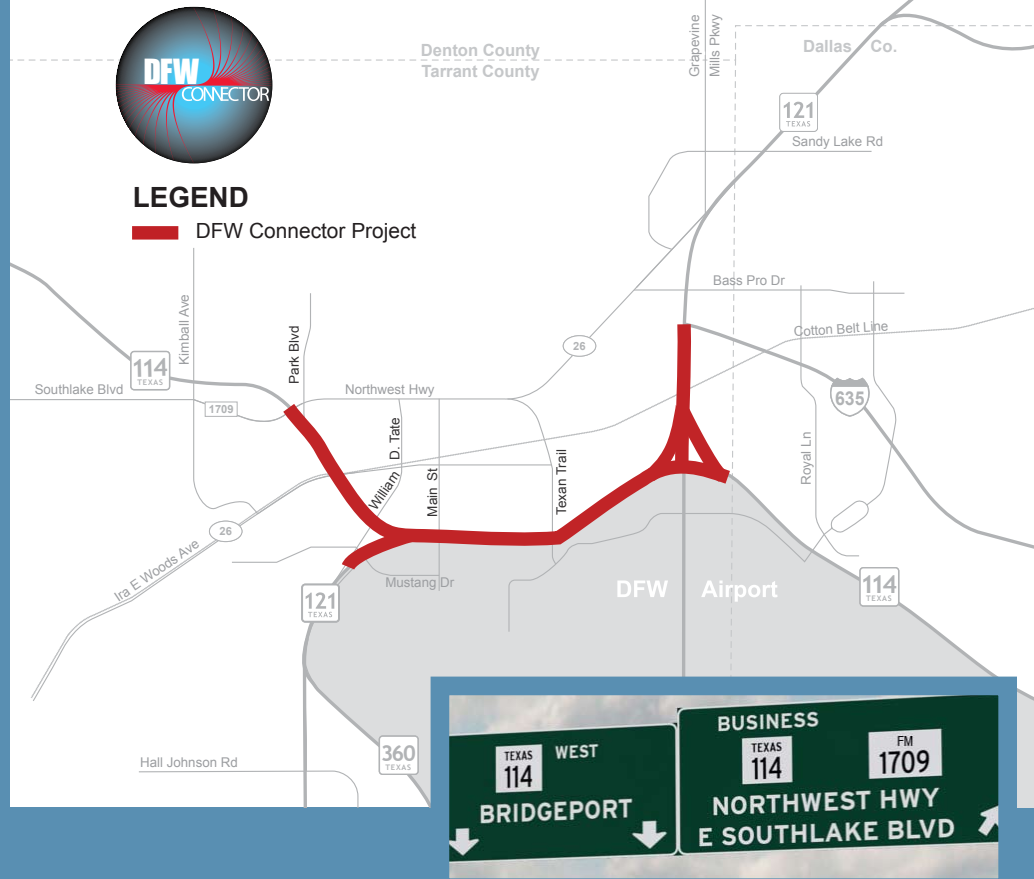 DFW
CONNECTOR
LEGEND
DFW Connector Project
Denton County
Tarrant County
Grapevine
Mills Pkwy
Dallas Co.
121
TEXAS
Sandy Lake Rd
Bass Pro Dr
Cotton Belt Line
Kimball Ave
Park Blvd
26
114
TEXAS
Southlake Blvd
1709
Northwest Hwy
635
William D. Tate
Main St
Texan Trail
Royal Ln
26
Ira E Woods Ave
Mustang Dr
121
TEXAS
DFW Airport
114
TEXAS
Hall Johnson Rd
360
TEXAS
TEXAS
114
WEST
BRIDGEPORT
BUSINESS
TEXAS
114
FM
1709
NORTHWEST HWY
E SOUTHLAKE BLVD